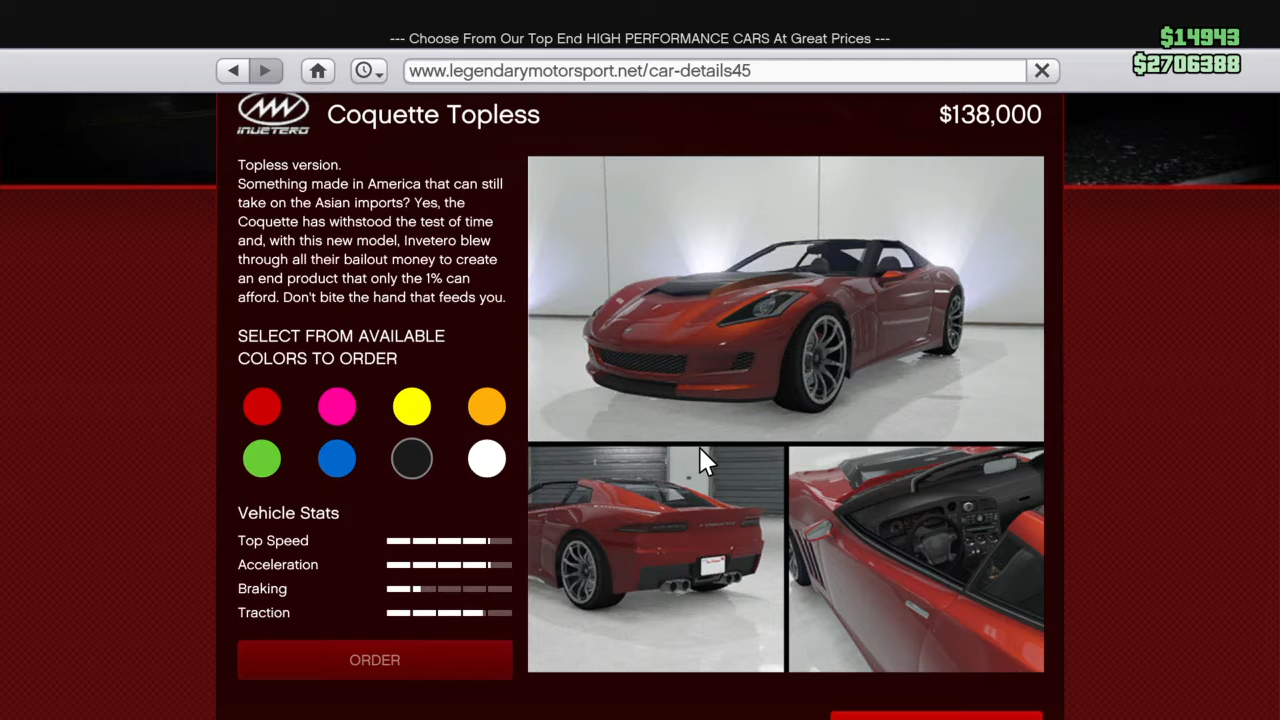 --- Choose From Our Top End HIGH PERFORMANCE CARS At Great Prices ---
$14943
$2706388
www.legendarymotorsport.net/car-details45
INVETERO
Coquette Topless
$138,000
Topless version.
Something made in America that can still
take on the Asian imports? Yes, the
Coquette has withstood the test of time
and, with this new model, Invetero blew
through all their bailout money to create
an end product that only the 1% can
afford. Don't bite the hand that feeds you.
SELECT FROM AVAILABLE
COLORS TO ORDER
Vehicle Stats
Top Speed
Acceleration
Braking
Traction
ORDER